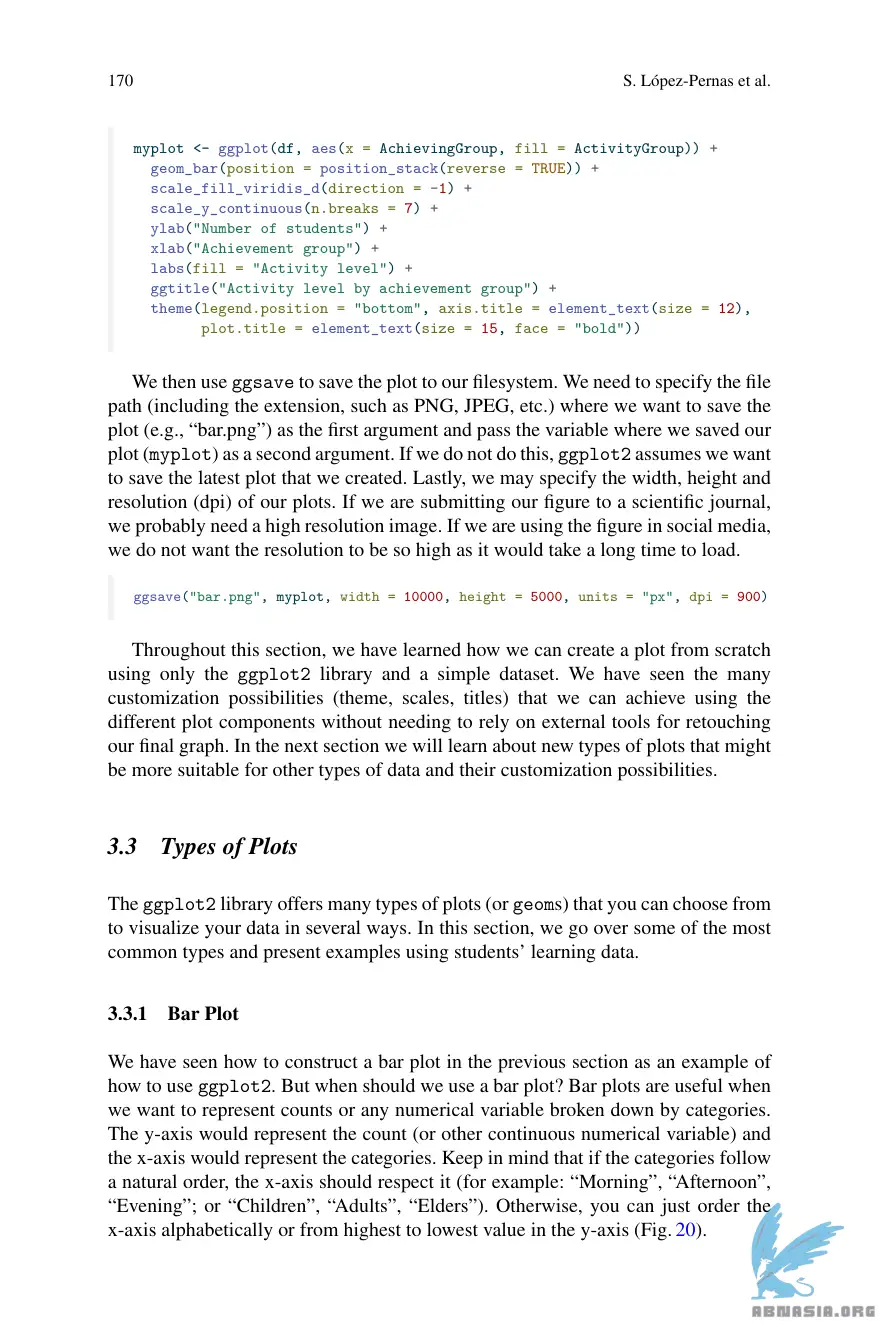 170
S. López-Pernas et al.
myplot <- ggplot(df, aes(x = AchievingGroup, fill = ActivityGroup)) +
  geom_bar(position = position_stack(reverse = TRUE)) +
  scale_fill_viridis_d(direction = -1) +
  scale_y_continuous(n.breaks = 7) +
  ylab("Number of students") +
  xlab("Achievement group") +
  labs(fill = "Activity level") +
  ggtitle("Activity level by achievement group") +
  theme(legend.position = "bottom", axis.title = element_text(size = 12),
        plot.title = element_text(size = 15, face = "bold"))
We then use ggsave to save the plot to our filesystem. We need to specify the file
path (including the extension, such as PNG, JPEG, etc.) where we want to save the
plot (e.g., “bar.png”) as the first argument and pass the variable where we saved our
plot (myplot) as a second argument. If we do not do this, ggplot2 assumes we want
to save the latest plot that we created. Lastly, we may specify the width, height and
resolution (dpi) of our plots. If we are submitting our figure to a scientific journal,
we probably need a high resolution image. If we are using the figure in social media,
we do not want the resolution to be so high as it would take a long time to load.
ggsave("bar.png", myplot, width = 10000, height = 5000, units = "px", dpi = 900)
Throughout this section, we have learned how we can create a plot from scratch
using only the ggplot2 library and a simple dataset. We have seen the many
customization possibilities (theme, scales, titles) that we can achieve using the
different plot components without needing to rely on external tools for retouching
our final graph. In the next section we will learn about new types of plots that might
be more suitable for other types of data and their customization possibilities.
3.3 Types of Plots
The ggplot2 library offers many types of plots (or geoms) that you can choose from
to visualize your data in several ways. In this section, we go over some of the most
common types and present examples using students’ learning data.
3.3.1 Bar Plot
We have seen how to construct a bar plot in the previous section as an example of
how to use ggplot2. But when should we use a bar plot? Bar plots are useful when
we want to represent counts or any numerical variable broken down by categories.
The y-axis would represent the count (or other continuous numerical variable) and
the x-axis would represent the categories. Keep in mind that if the categories follow
a natural order, the x-axis should respect it (for example: “Morning”, “Afternoon”,
“Evening”; or “Children”, “Adults”, “Elders”). Otherwise, you can just order the
x-axis alphabetically or from highest to lowest value in the y-axis (Fig. 20).
ABNASIA.ORG